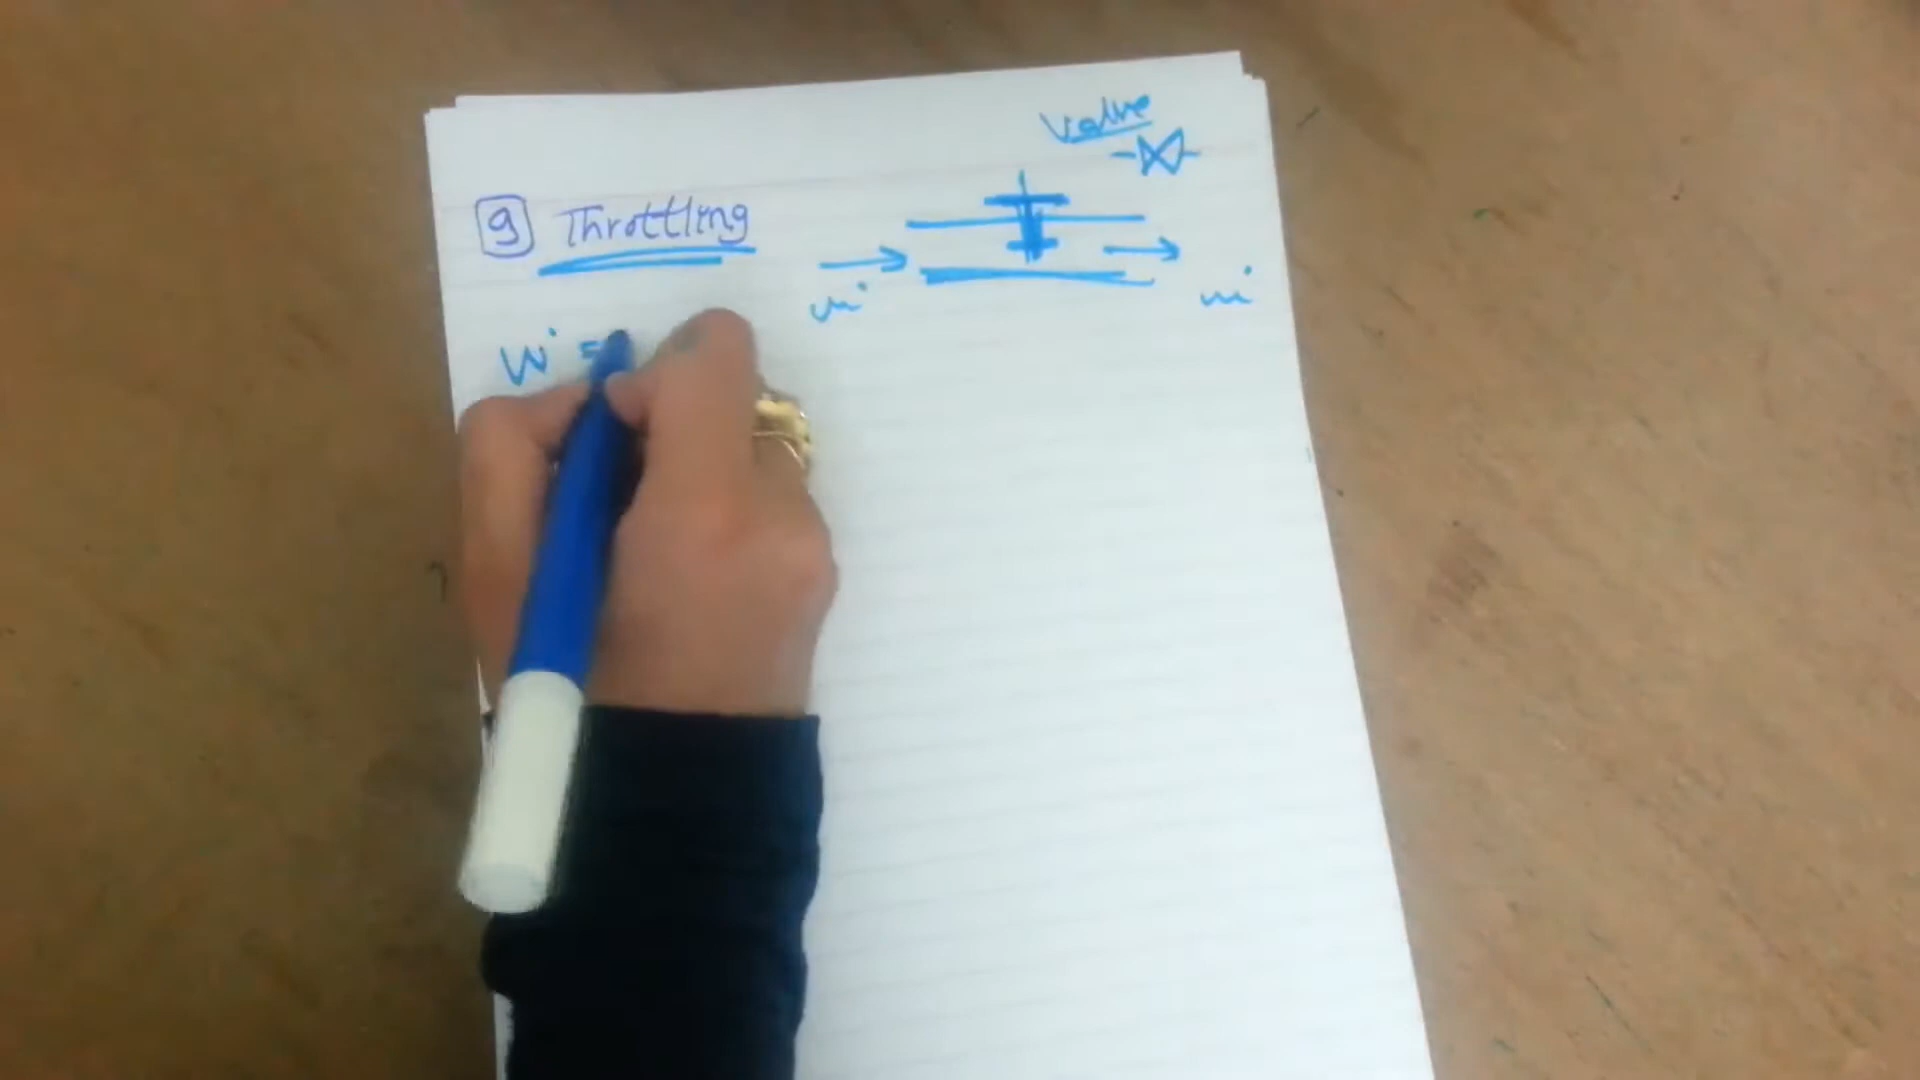 Valve
9 Throttling
ṁ ṁ
Ẇ =